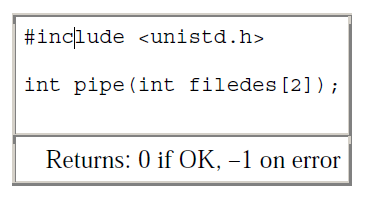 #include <unistd.h>
int pipe(int filedes[2]);
Returns: 0 if OK, –1 on error